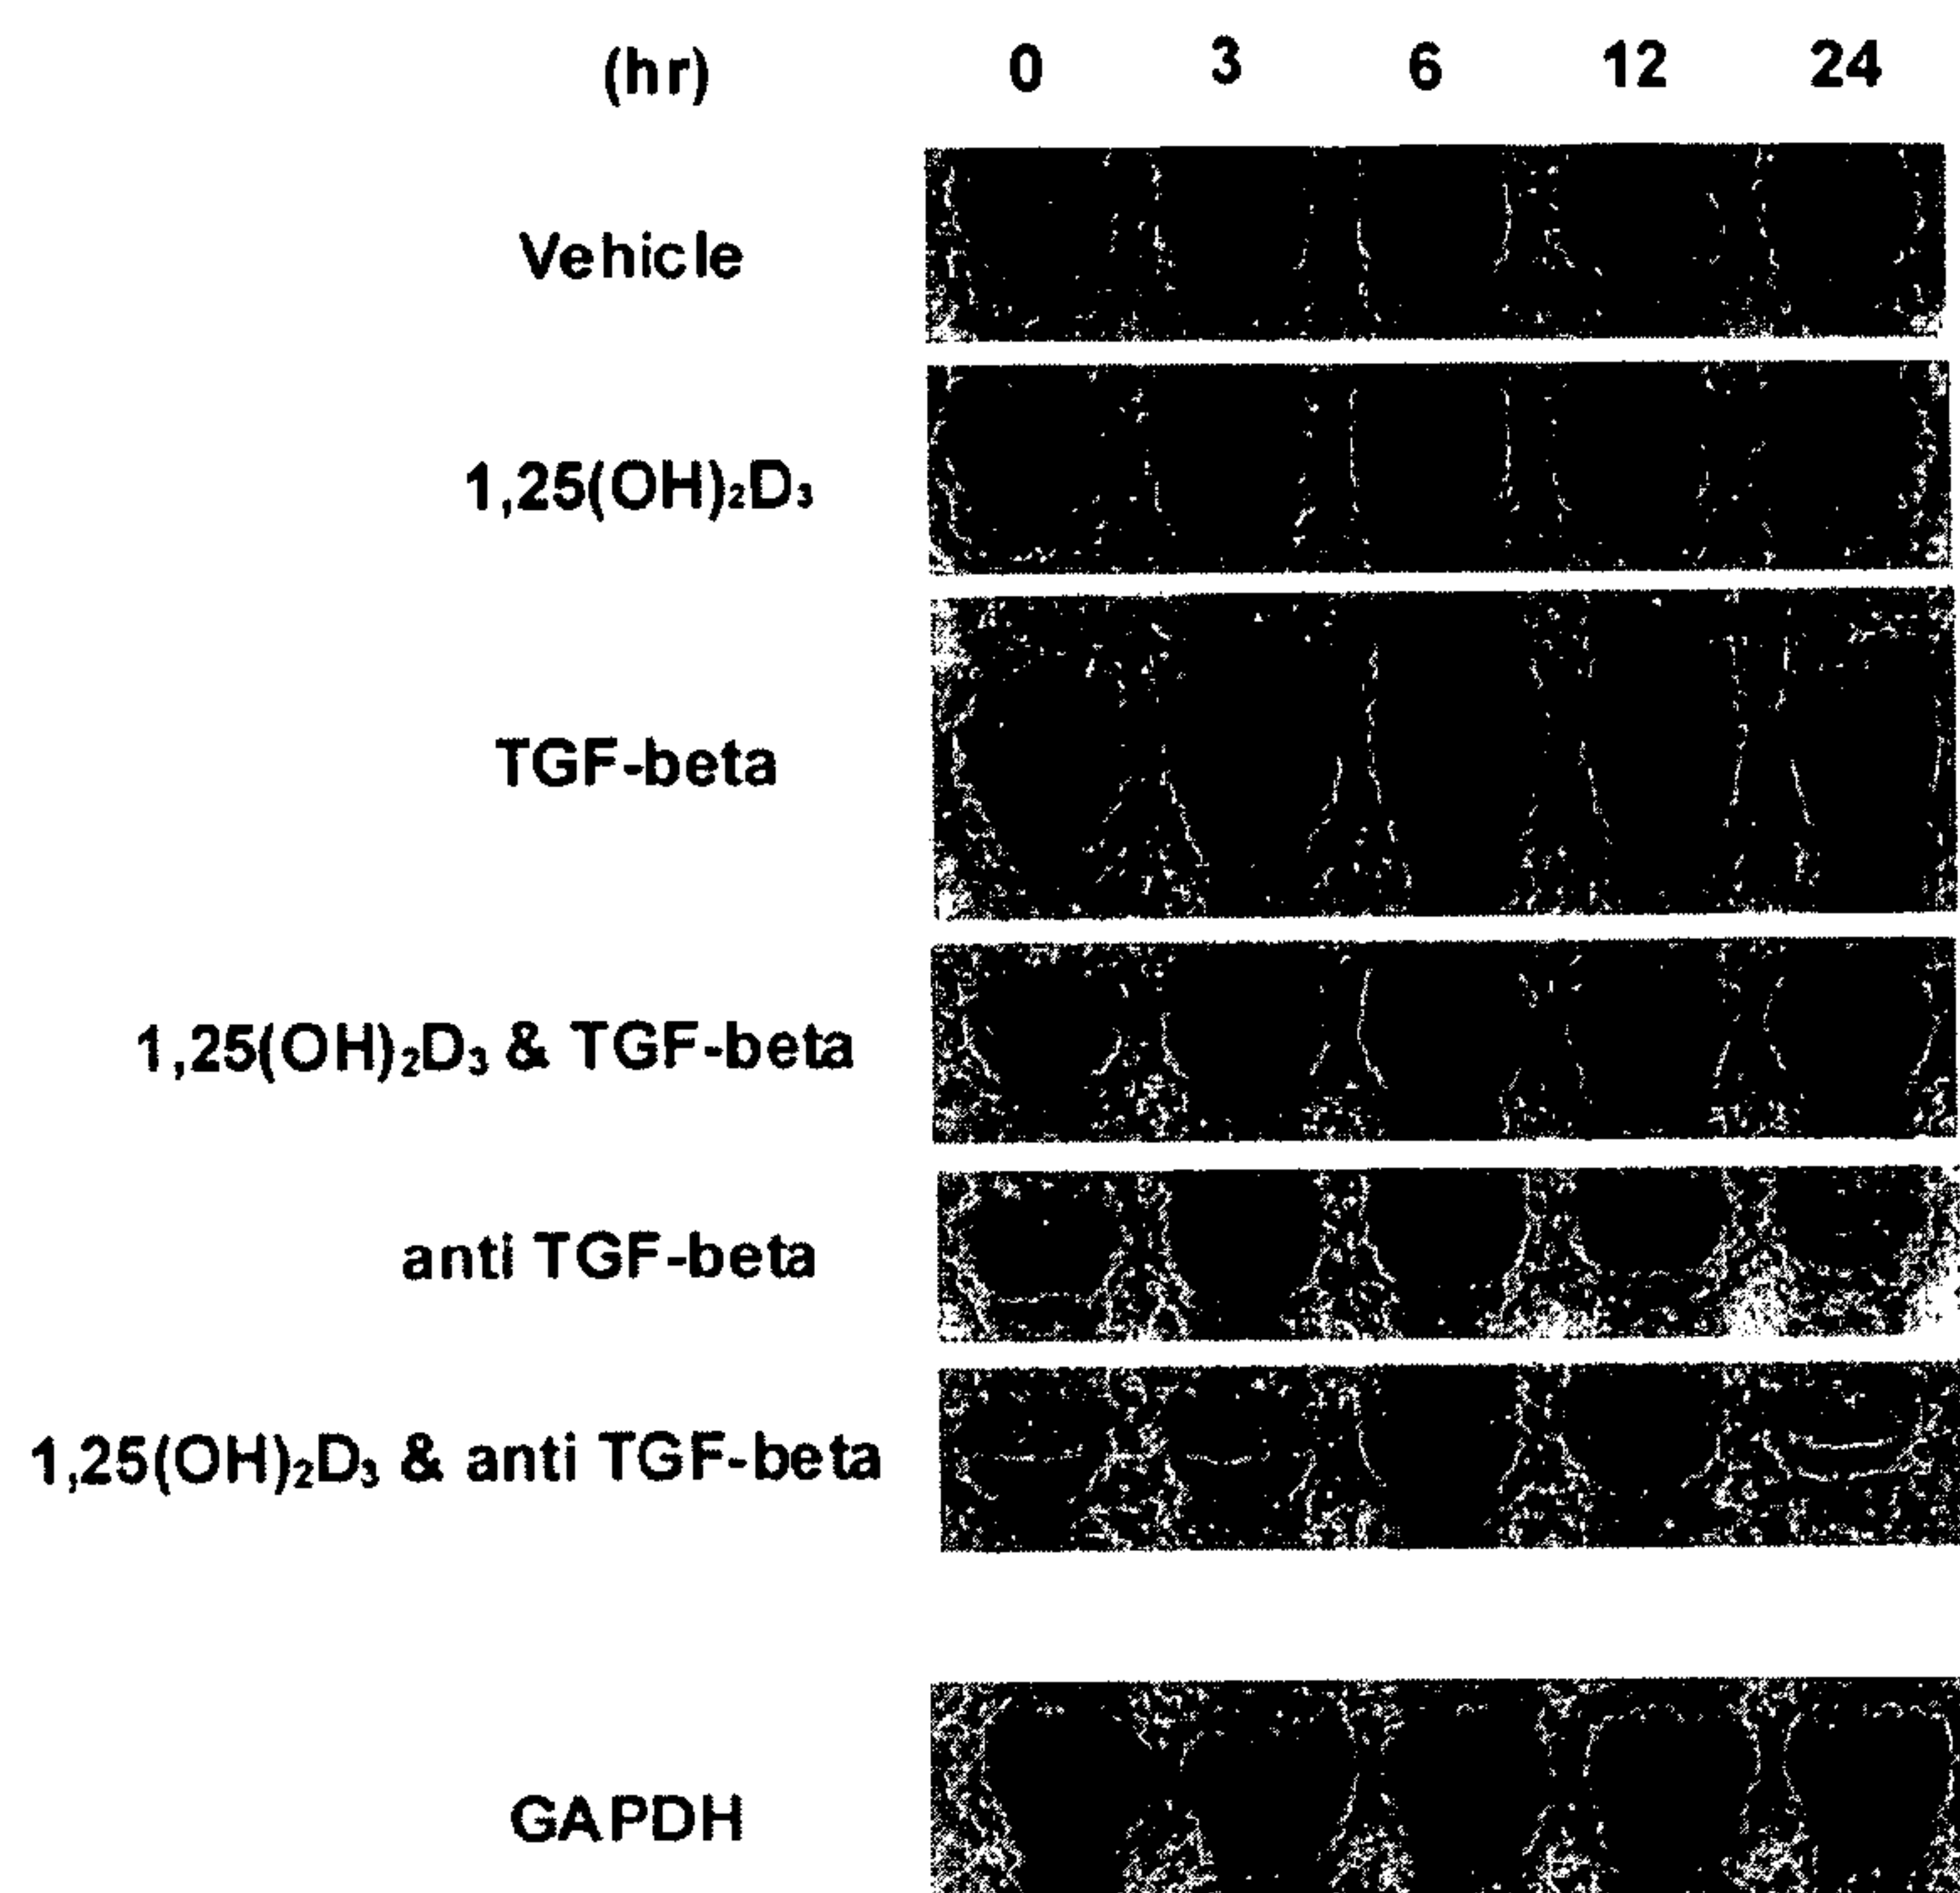 (hr) 0 3 6 12 24
Vehicle
1,25(OH)₂D₃
TGF-beta
1,25(OH)₂D₃ & TGF-beta
anti TGF-beta
1,25(OH)₂D₃ & anti TGF-beta
GAPDH